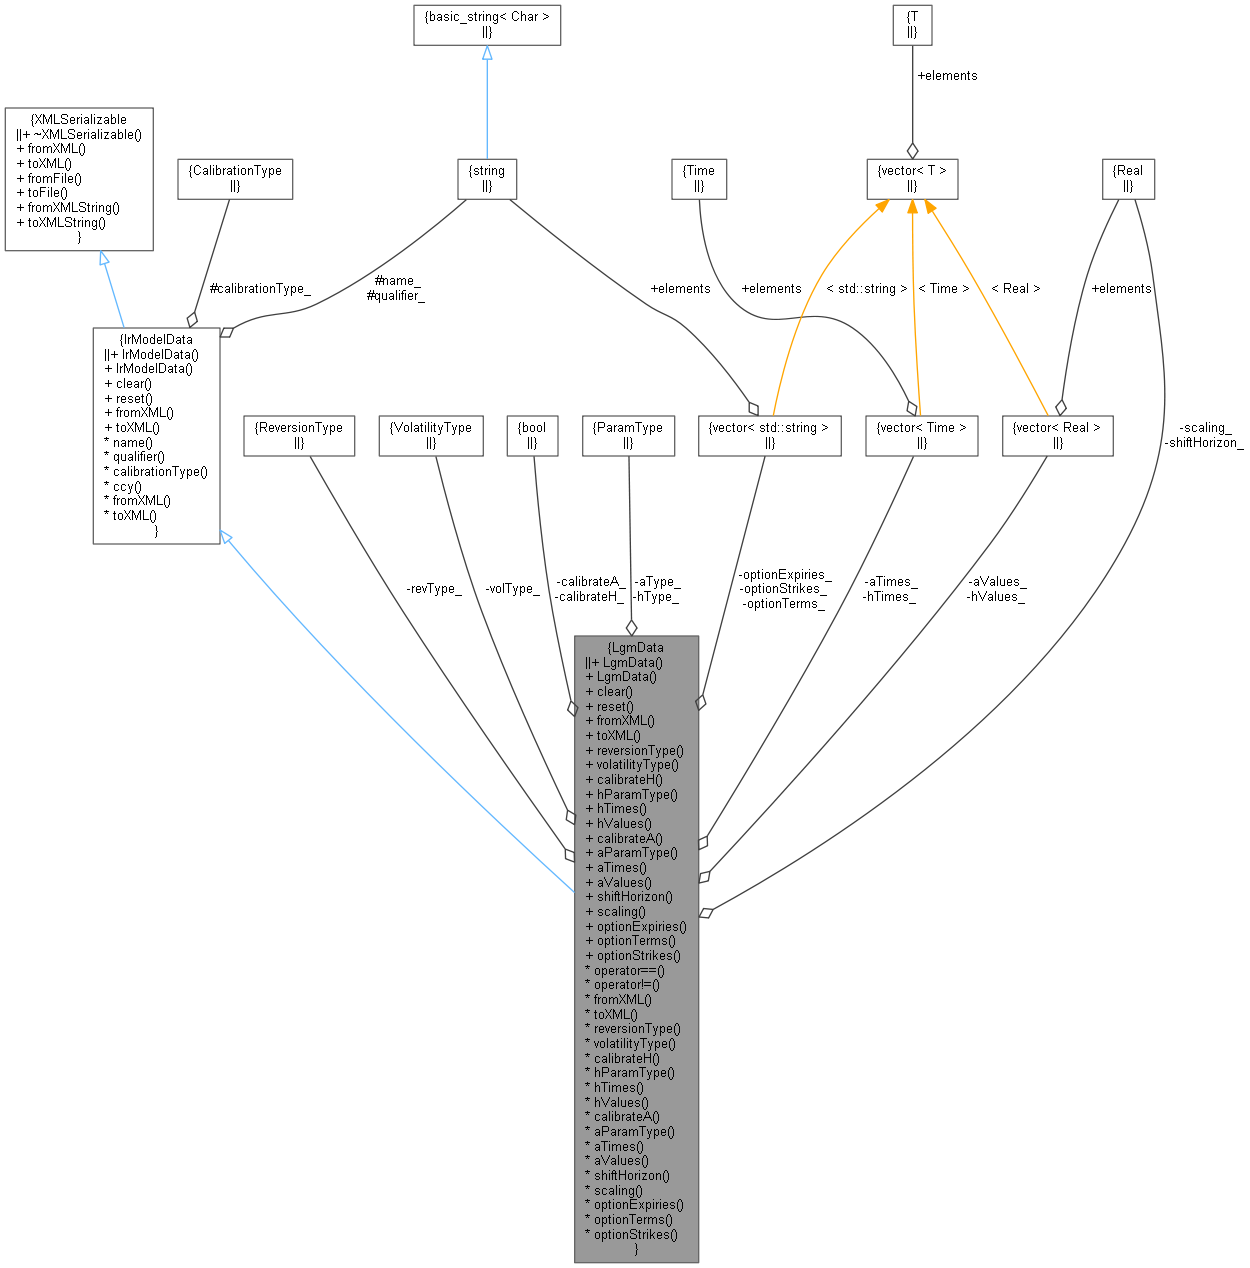 {basic_string< Char >
||}
{T
||}
+elements
{XMLSerializable
||+ ~XMLSerializable()
+ fromXML()
+ toXML()
+ fromFile()
+ toFile()
+ fromXMLString()
+ toXMLString()
}
{CalibrationType
||}
{string
||}
{Time
||}
{vector< T >
||}
{Real
||}
#calibrationType_
#name_
#qualifier_
+elements
+elements
< std::string >
< Time >
< Real >
+elements
{IrModelData
||+ IrModelData()
+ IrModelData()
+ clear()
+ reset()
+ fromXML()
+ toXML()
* name()
* qualifier()
* calibrationType()
* ccy()
* fromXML()
* toXML()
}
{ReversionType
||}
{VolatilityType
||}
{bool
||}
{ParamType
||}
{vector< std::string >
||}
{vector< Time >
||}
{vector< Real >
||}
-scaling_
-shiftHorizon_
-revType_
-volType_
-calibrateA_
-calibrateH_
-aType_
-hType_
-optionExpiries_
-optionStrikes_
-optionTerms_
-aTimes_
-hTimes_
-aValues_
-hValues_
{LgmData
||+ LgmData()
+ LgmData()
+ clear()
+ reset()
+ fromXML()
+ toXML()
+ reversionType()
+ volatilityType()
+ calibrateH()
+ hParamType()
+ hTimes()
+ hValues()
+ calibrateA()
+ aParamType()
+ aTimes()
+ aValues()
+ shiftHorizon()
+ scaling()
+ optionExpiries()
+ optionTerms()
+ optionStrikes()
* operator==()
* operator!=()
* fromXML()
* toXML()
* reversionType()
* volatilityType()
* calibrateH()
* hParamType()
* hTimes()
* hValues()
* calibrateA()
* aParamType()
* aTimes()
* aValues()
* shiftHorizon()
* scaling()
* optionExpiries()
* optionTerms()
* optionStrikes()
}